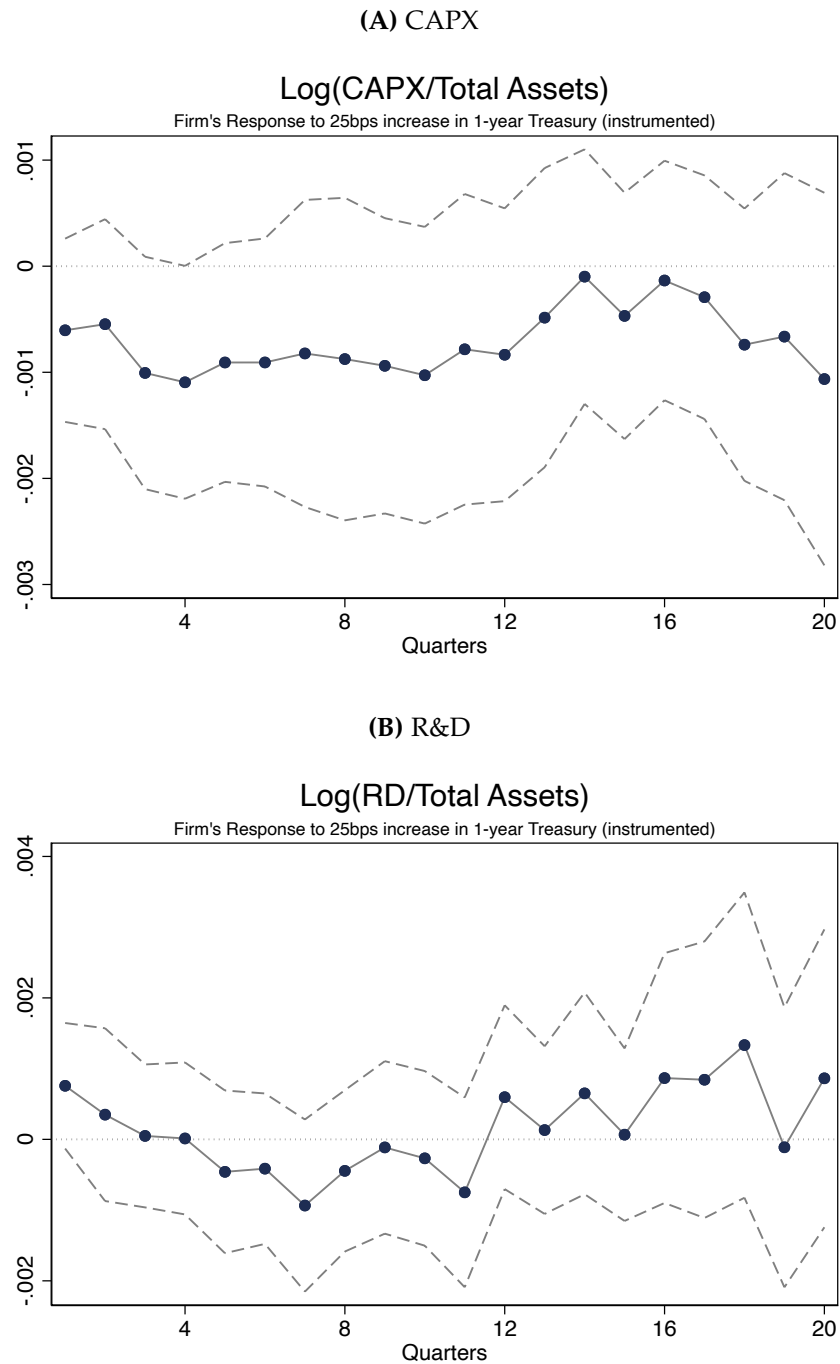 (A) CAPX
Log(CAPX/Total Assets)
Firm's Response to 25bps increase in 1-year Treasury (instrumented)
.001
0
-.001
-.002
-.003
4 8 12 16 20
Quarters
(B) R&D
Log(RD/Total Assets)
Firm's Response to 25bps increase in 1-year Treasury (instrumented)
.004
.002
0
-.002
4 8 12 16 20
Quarters